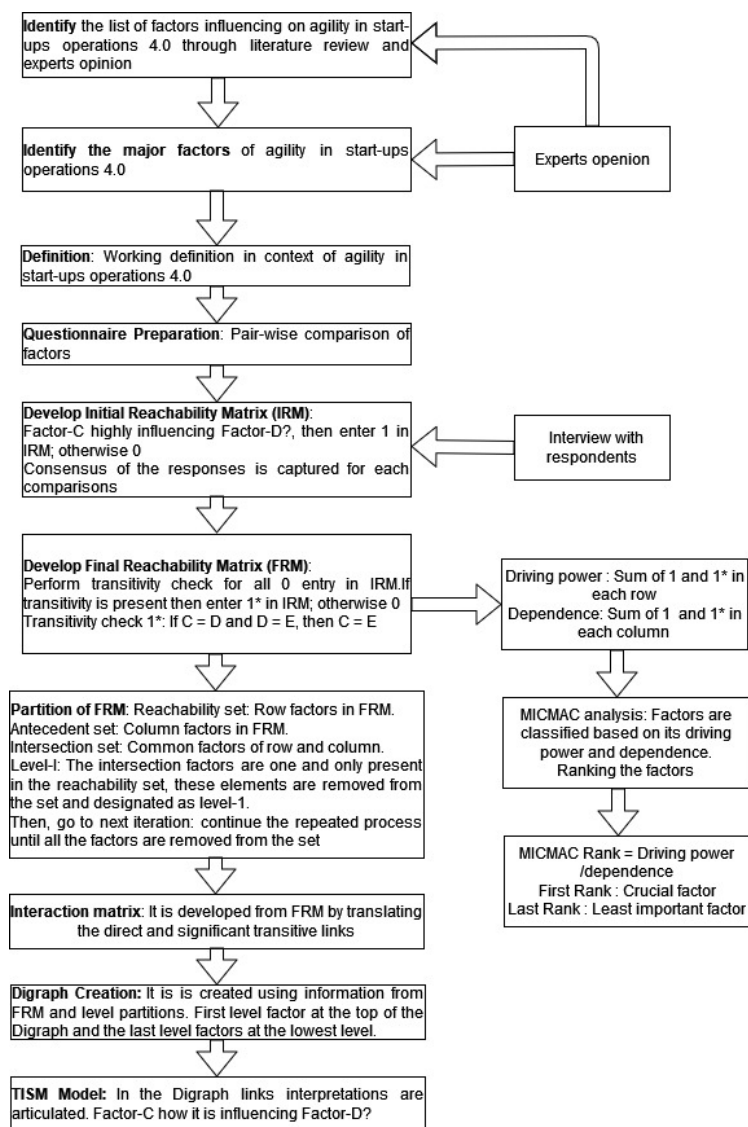 Identify the list of factors influencing on agility in start-
ups operations 4.0 through literature review and
experts opinion
Identify the major factors of agility in start-ups
operations 4.0
Experts openion
Definition: Working definition in context of agility in
start-ups operations 4.0
Questionnaire Preparation: Pair-wise comparison of
factors
Develop Initial Reachability Matrix (IRM):
Factor-C highly influencing Factor-D?, then enter 1 in
IRM; otherwise 0
Consensus of the responses is captured for each
comparisons
Interview with
respondents
Develop Final Reachability Matrix (FRM):
Perform transitivity check for all 0 entry in IRM.If
transitivity is present then enter 1* in IRM; otherwise 0
Transitivity check 1*: If C = D and D = E, then C = E
Driving power : Sum of 1 and 1* in
each row
Dependence: Sum of 1 and 1* in
each column
Partition of FRM: Reachability set: Row factors in FRM.
Antecedent set: Column factors in FRM.
Intersection set: Common factors of row and column.
Level-I: The intersection factors are one and only present
in the reachability set, these elements are removed from
the set and designated as level-1.
Then, go to next iteration: continue the repeated process
until all the factors are removed from the set
MICMAC analysis: Factors are
classified based on its driving
power and dependence.
Ranking the factors
MICMAC Rank = Driving power
/dependence
First Rank : Crucial factor
Last Rank : Least important factor
Interaction matrix: It is developed from FRM by translating
the direct and significant transitive links
Digraph Creation: It is is created using information from
FRM and level partitions. First level factor at the top of the
Digraph and the last level factors at the lowest level.
TISM Model: In the Digraph links interpretations are
articulated. Factor-C how it is influencing Factor-D?